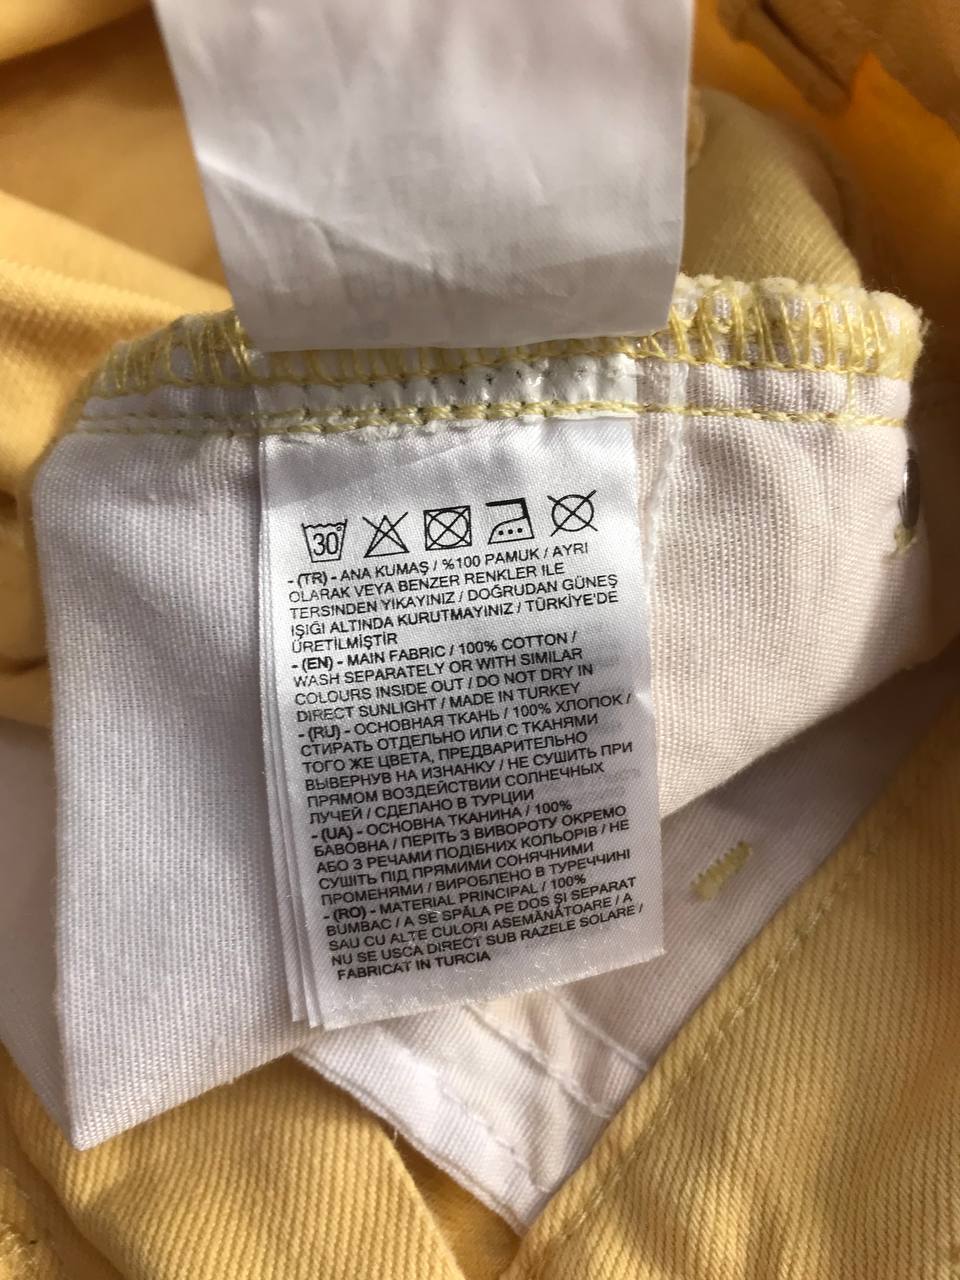 30°
- (TR) - ANA KUMAŞ / %100 PAMUK / AYRI
OLARAK VEYA BENZER RENKLER ILE
TERSINDEN YIKAYINIZ / DOĞRUDAN GÜNEŞ
IŞIĞI ALTINDA KURUTMAYINIZ / TÜRKİYE'DE
ÜRETİLMİŞTİR
- (EN) - MAIN FABRIC / 100% COTTON /
WASH SEPARATELY OR WITH SIMILAR
COLOURS INSIDE OUT / DO NOT DRY IN
DIRECT SUNLIGHT / MADE IN TURKEY
- (RU) - ОСНОВНАЯ ТКАНЬ / 100% ХЛОПОК /
СТИРАТЬ ОТДЕЛЬНО ИЛИ С ТКАНЯМИ
ТОГО ЖЕ ЦВЕТА, ПРЕДВАРИТЕЛЬНО
ВЫВЕРНУВ НА ИЗНАНКУ / НЕ СУШИТЬ ПРИ
ПРЯМОМ ВОЗДЕЙСТВИИ СОЛНЕЧНЫХ
ЛУЧЕЙ / СДЕЛАНО В ТУРЦИИ
- (UA) - ОСНОВНА ТКАНИНА / 100%
БАВОВНА / ПЕРІТЬ З ВИВОРОТУ ОКРЕМО
АБО З РЕЧАМИ ПОДІБНИХ КОЛЬОРІВ / НЕ
СУШІТЬ ПІД ПРЯМИМИ СОНЯЧНИМИ
ПРОМЕНЯМИ / ВИРОБЛЕНО В ТУРЕЧЧИНІ
- (RO) - MATERIAL PRINCIPAL / 100%
BUMBAC / A SE SPĂLA PE DOS ȘI SEPARAT
SAU CU ALTE CULORI ASEMĂNĂTOARE / A
NU SE USCA DIRECT SUB RAZELE SOLARE /
FABRICAT IN TURCIA